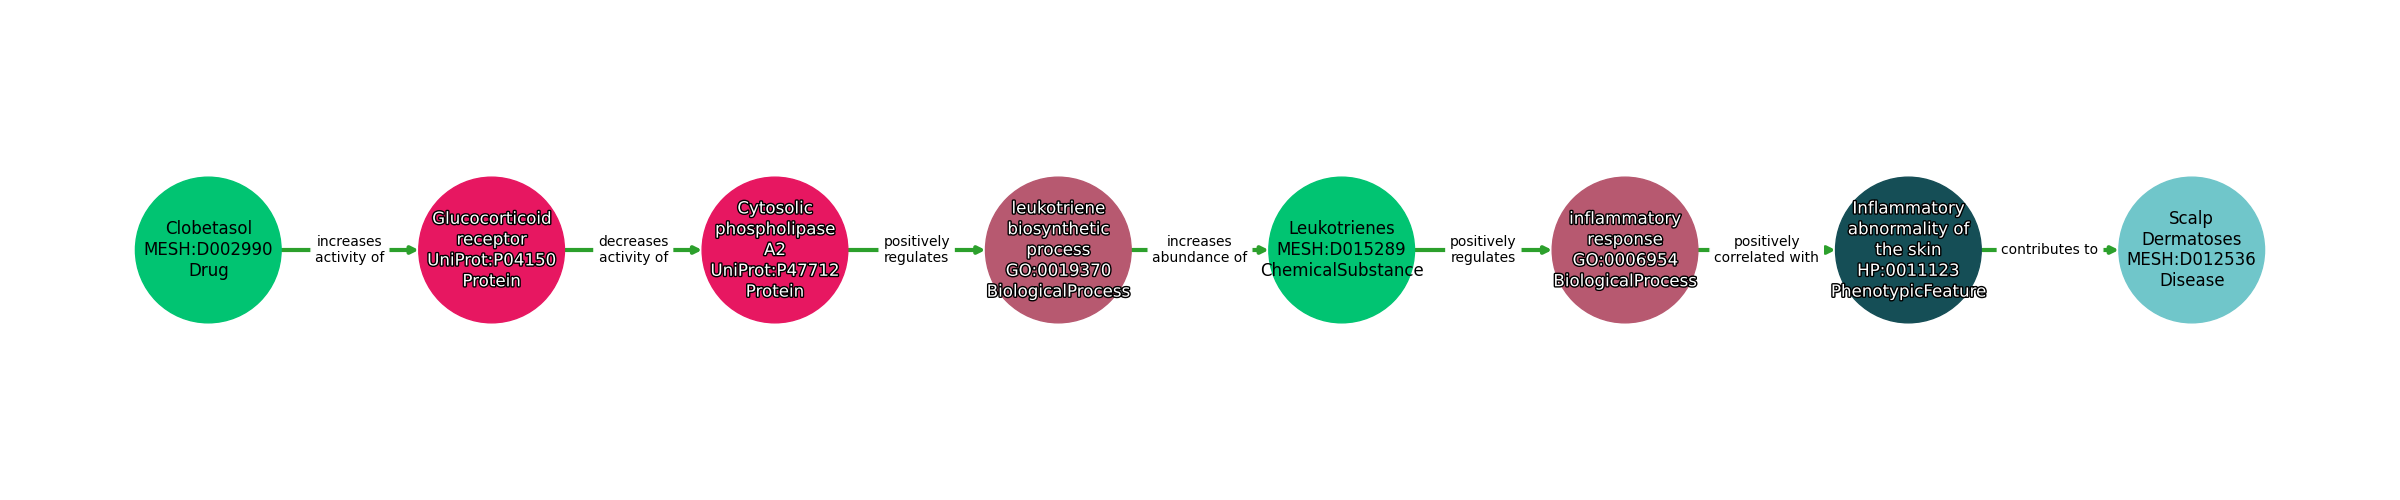 Clobetasol
MESH:D002990
Drug
increases
activity of
Glucocorticoid
receptor
UniProt:P04150
Protein
decreases
activity of
Cytosolic
phospholipase
A2
UniProt:P47712
Protein
positively
regulates
leukotriene
biosynthetic
process
GO:0019370
BiologicalProcess
increases
abundance of
Leukotrienes
MESH:D015289
ChemicalSubstance
positively
regulates
inflammatory
response
GO:0006954
BiologicalProcess
positively
correlated with
Inflammatory
abnormality of
the skin
HP:0011123
PhenotypicFeature
contributes to
Scalp
Dermatoses
MESH:D012536
Disease